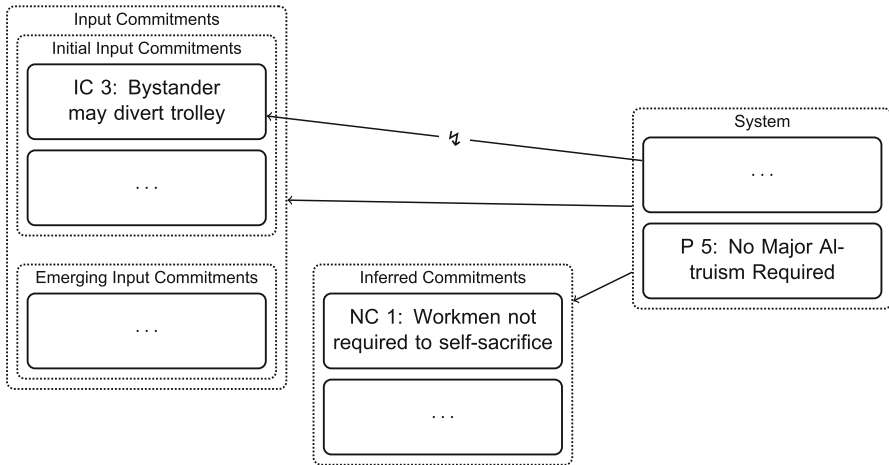 Input Commitments
Initial Input Commitments
IC 3: Bystander
may divert trolley
...
Emerging Input Commitments
...
Inferred Commitments
NC 1: Workmen not
required to self-sacrifice
...
System
...
P 5: No Major Al-
truism Required